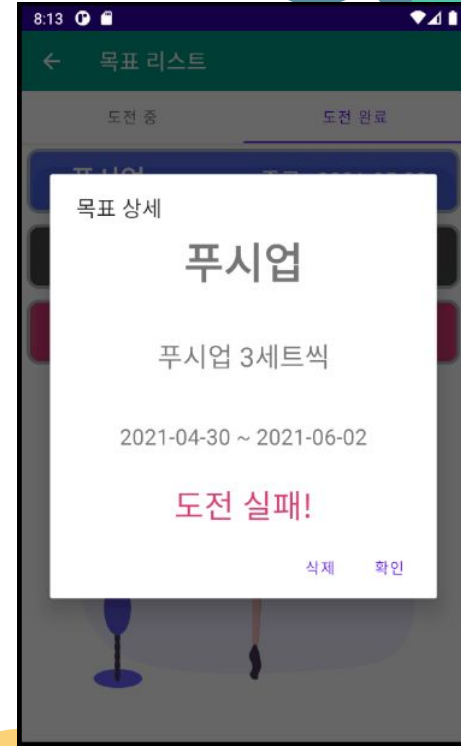 8:13
목표 리스트
도전 중
도전 완료
목표 상세
푸시업
푸시업 3세트씩
2021-04-30 ~ 2021-06-02
도전 실패!
삭제
확인